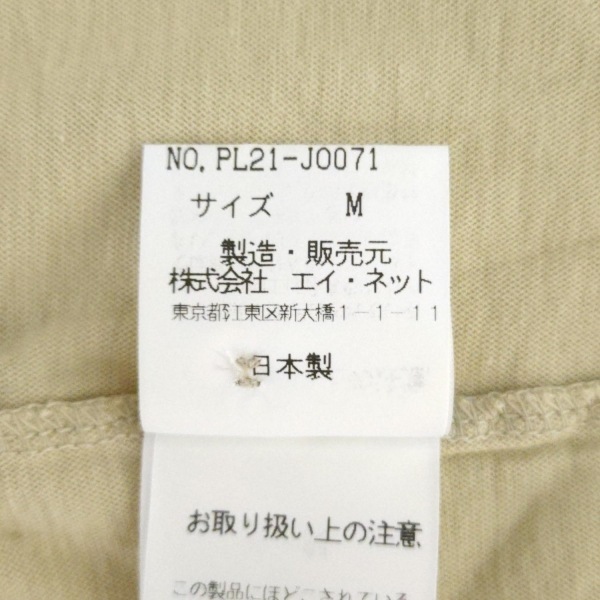 NO.PL21-J0071
サイズ M
製造・販売元
株式会社 エイ・ネット
東京都江東区新大橋1-1-11
日本製
お取り扱い上の注意
この製品にほどこされている